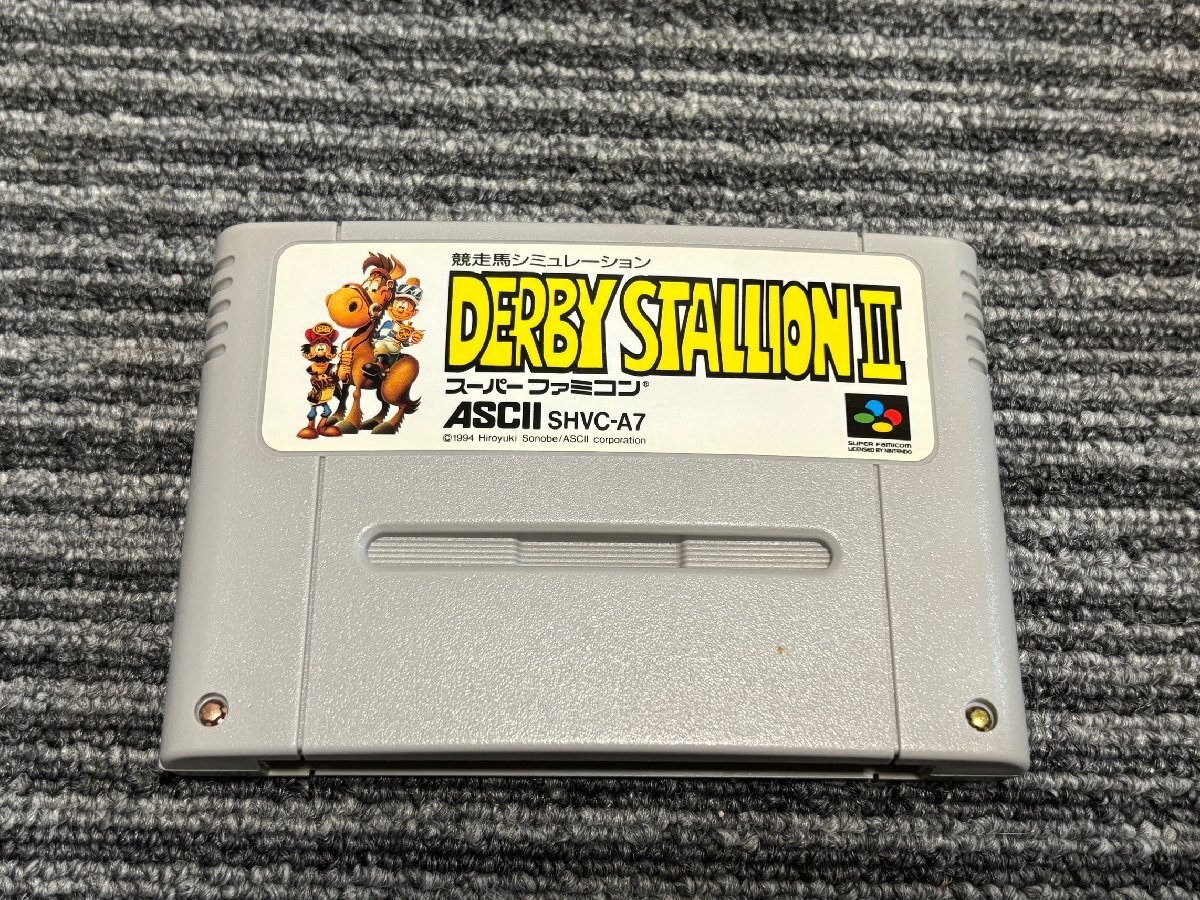 競走馬シミュレーション
DERBY STALLION II
スーパーファミコン®
ASCII SHVC-A7
©1994 Hiroyuki Sonobe/ASCII corporation
SUPER FAMICOM
LICENSED BY NINTENDO